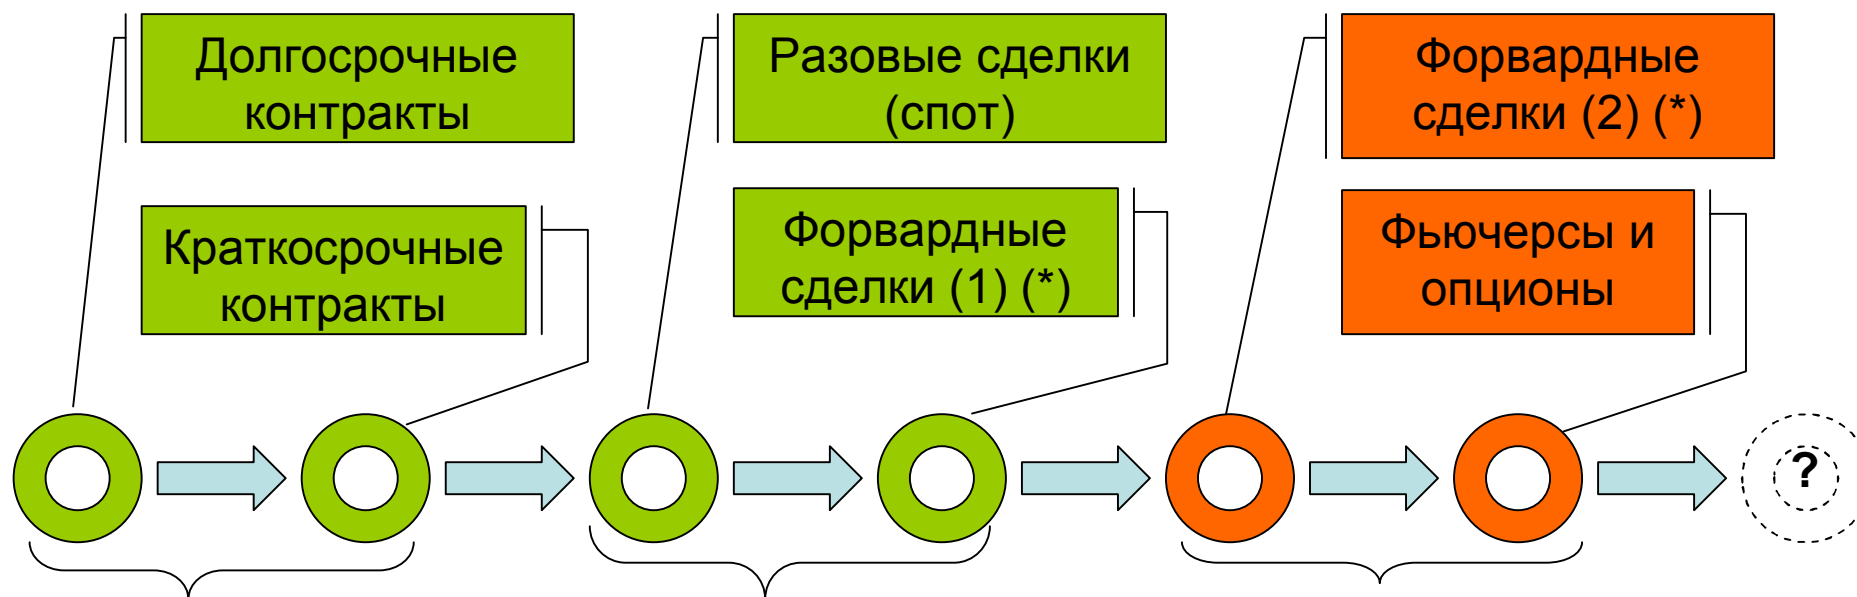 Долгосрочные
контракты
Краткосрочные
контракты
Разовые сделки
(спот)
Форвардные
сделки (1) (*)
Форвардные
сделки (2) (*)
Фьючерсы и
опционы
?